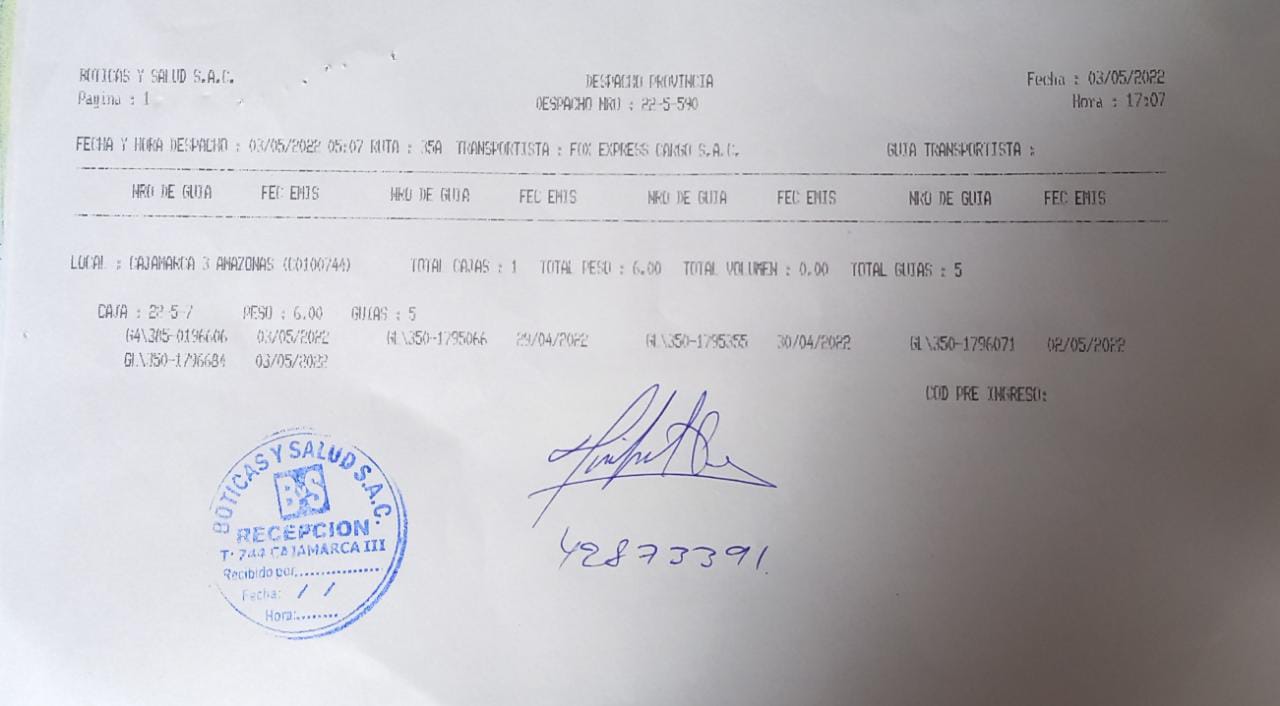 BOTICAS Y SALUD S.A.C. DESPACHO PROVINCIA Fecha : 03/05/2022
Pagina : 1 DESPACHO NRO : 22-5-590 Hora : 17:07
FECHA Y HORA DESPACHO : 03/05/2022 05:07 RUTA : 35A TRANSPORTISTA : FOX EXPRESS CARGO S.A.C. GUIA TRANSPORTISTA :
NRO DE GUIA FEC EMIS NRO DE GUIA FEC EMIS NRO DE GUIA FEC EMIS NRO DE GUIA FEC EMIS
LOCAL : CAJAMARCA 3 AMAZONAS (C0100744) TOTAL CAJAS : 1 TOTAL PESO : 6.00 TOTAL VOLUMEN : 0.00 TOTAL GUIAS : 5
CAJA : 22-5-7 PESO : 6.00 GUIAS : 5
G4\385-0196606 03/05/2022 GL\350-1795066 29/04/2022 GL\350-1795355 30/04/2022 GL\350-1796071 02/05/2022
GL\350-1796684 03/05/2022
COD PRE INGRESO:
BOTICAS Y SALUD S.A.C.
B&S
RECEPCION
T- 744 CAJAMARCA III
Recibido por:...............
Fecha: / /
Hora:........
42873391.